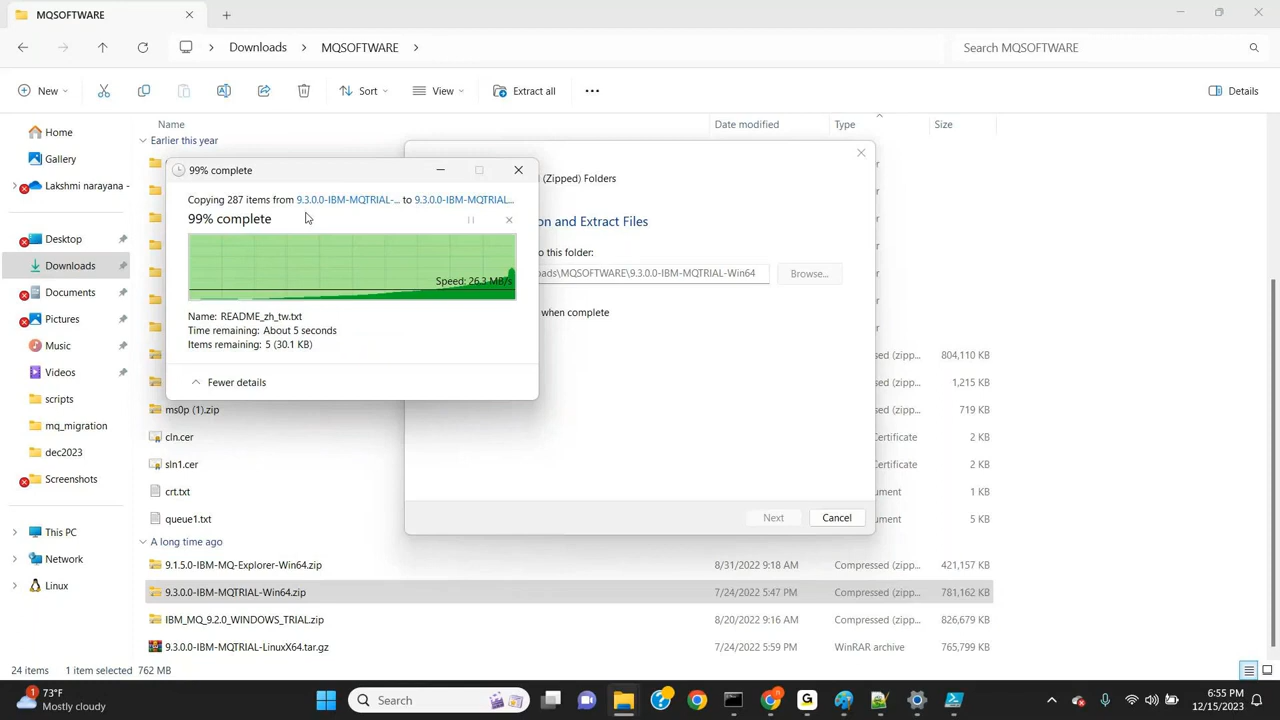 MQSOFTWARE
Downloads
MQSOFTWARE
Search MQSOFTWARE
New
Sort
View
Extract all
Details
Name
Date modified
Type
Size
Home
Gallery
Lakshmi narayana -
Desktop
Downloads
Documents
Pictures
Music
Videos
scripts
mq_migration
dec2023
Screenshots
This PC
Network
Linux
Earlier this year
99% complete
Copying 287 items from 9.3.0.0-IBM-MQTRIAL-... to 9.3.0.0-IBM-MQTRIAL...
99% complete
Speed: 26.3 MB/s
Name: README_zh_tw.txt
Time remaining: About 5 seconds
Items remaining: 5 (30.1 KB)
Fewer details
(Zipped) Folders
on and Extract Files
o this folder:
ads\MQSOFTWARE\9.3.0.0-IBM-MQTRIAL-Win64
Browse...
when complete
Next
Cancel
ssed (zipp... 804,110 KB
ssed (zipp... 1,215 KB
ms0p (1).zip ssed (zipp... 719 KB
cln.cer Certificate 2 KB
sln1.cer Certificate 2 KB
crt.txt ument 1 KB
queue1.txt ument 5 KB
A long time ago
9.1.5.0-IBM-MQ-Explorer-Win64.zip 8/31/2022 9:18 AM Compressed (zipp... 421,157 KB
9.3.0.0-IBM-MQTRIAL-Win64.zip 7/24/2022 5:47 PM Compressed (zipp... 781,162 KB
IBM_MQ_9.2.0_WINDOWS_TRIAL.zip 8/20/2022 9:16 AM Compressed (zipp... 826,679 KB
9.3.0.0-IBM-MQTRIAL-LinuxX64.tar.gz 7/24/2022 5:59 PM WinRAR archive 765,799 KB
24 items 1 item selected 762 MB
1
73°F
Mostly cloudy
Search
6:55 PM
12/15/2023